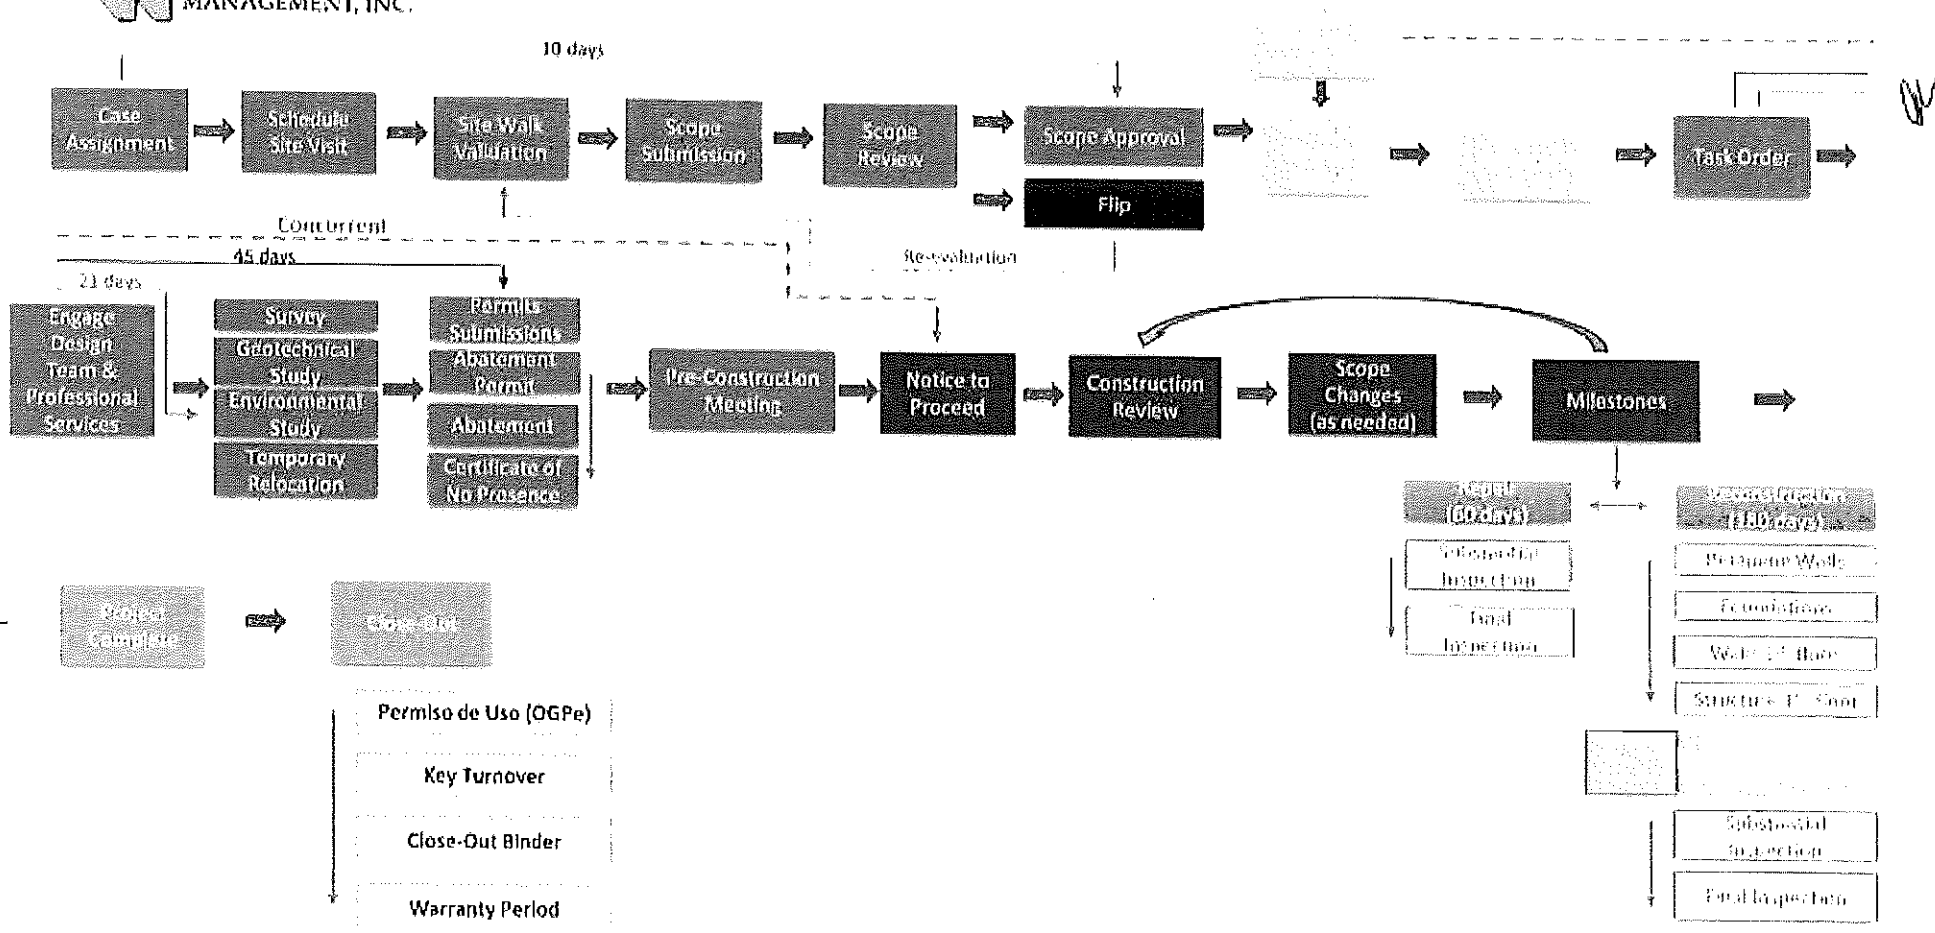 MANAGEMENT, INC.
10 days
Case
Assignment
Schedule
Site Visit
Site Walk
Validation
Scope
Submission
Scope
Review
Scope Approval
Flip
Task Order
Concurrent
45 days
21 days
Re-evaluation
Engage
Design
Team &
Professional
Services
Survey
Geotechnical
Study
Environmental
Study
Temporary
Relocation
Permits
Submissions
Abatement
Permit
Abatement
Certificate of
No Presence
Pre-Construction
Meeting
Notice to
Proceed
Construction
Review
Scope
Changes
(as needed)
Milestones
Repair
(60 days)
Substantial
Inspection
Final
Inspection
Reconstruction
(180 days)
Walls
Foundations
Substantial
Inspection
Final Inspection
Project
Complete
Close-Out
Permiso de Uso (OGPe)
Key Turnover
Close-Out Binder
Warranty Period